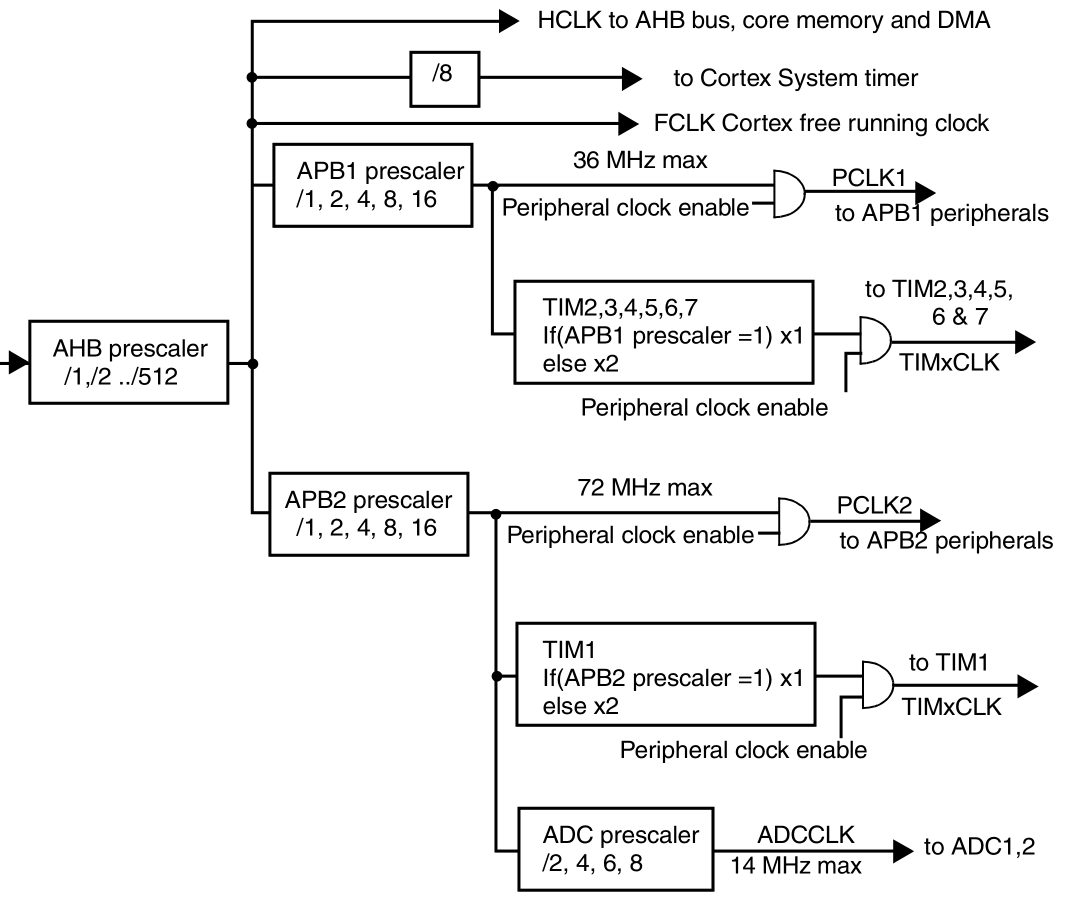 HCLK to AHB bus, core memory and DMA
/8
to Cortex System timer
FCLK Cortex free running clock
APB1 prescaler
/1, 2, 4, 8, 16
36 MHz max
Peripheral clock enable
PCLK1
to APB1 peripherals
TIM2,3,4,5,6,7
If(APB1 prescaler =1) x1
else x2
to TIM2,3,4,5,
6 & 7
TIMxCLK
Peripheral clock enable
AHB prescaler
/1,/2 ../512
APB2 prescaler
/1, 2, 4, 8, 16
72 MHz max
Peripheral clock enable
PCLK2
to APB2 peripherals
TIM1
If(APB2 prescaler =1) x1
else x2
to TIM1
TIMxCLK
Peripheral clock enable
ADC prescaler
/2, 4, 6, 8
ADCCLK
14 MHz max
to ADC1,2